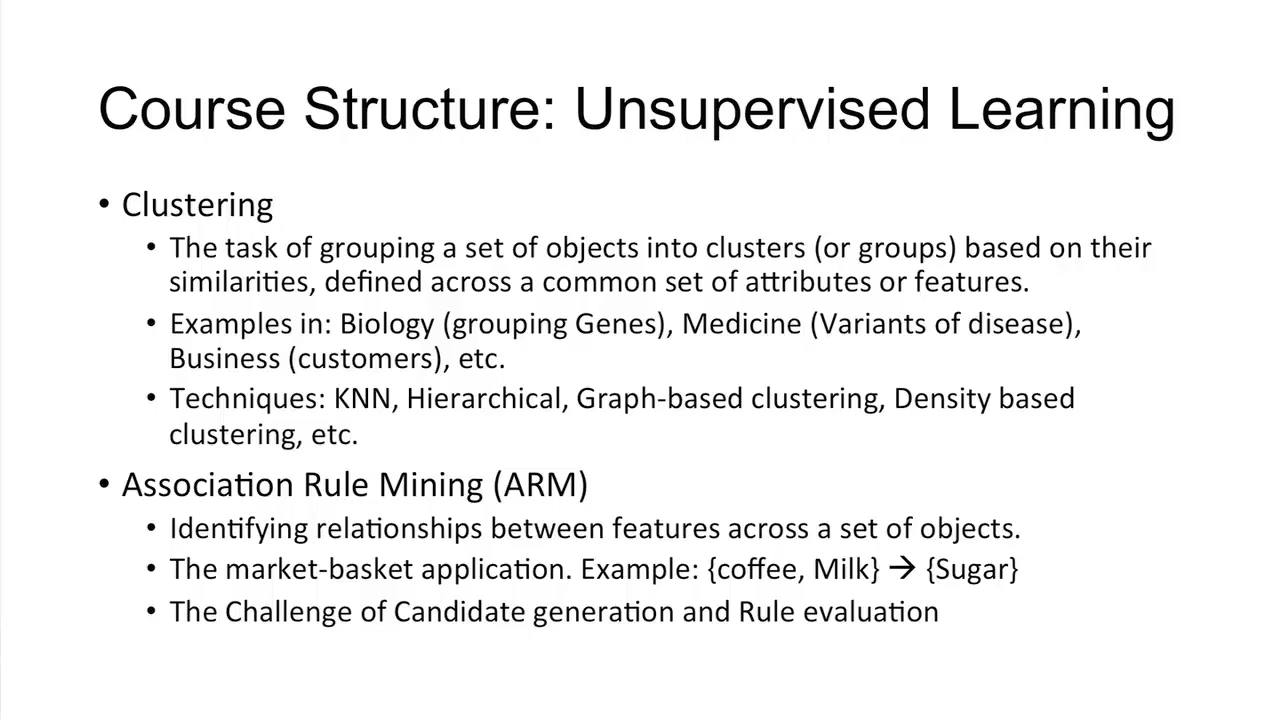 Course Structure: Unsupervised Learning
• Clustering
• The task of grouping a set of objects into clusters (or groups) based on their
similarities, defined across a common set of attributes or features.
• Examples in: Biology (grouping Genes), Medicine (Variants of disease),
Business (customers), etc.
• Techniques: KNN, Hierarchical, Graph-based clustering, Density based
clustering, etc.
• Association Rule Mining (ARM)
• Identifying relationships between features across a set of objects.
• The market-basket application. Example: {coffee, Milk} → {Sugar}
• The Challenge of Candidate generation and Rule evaluation